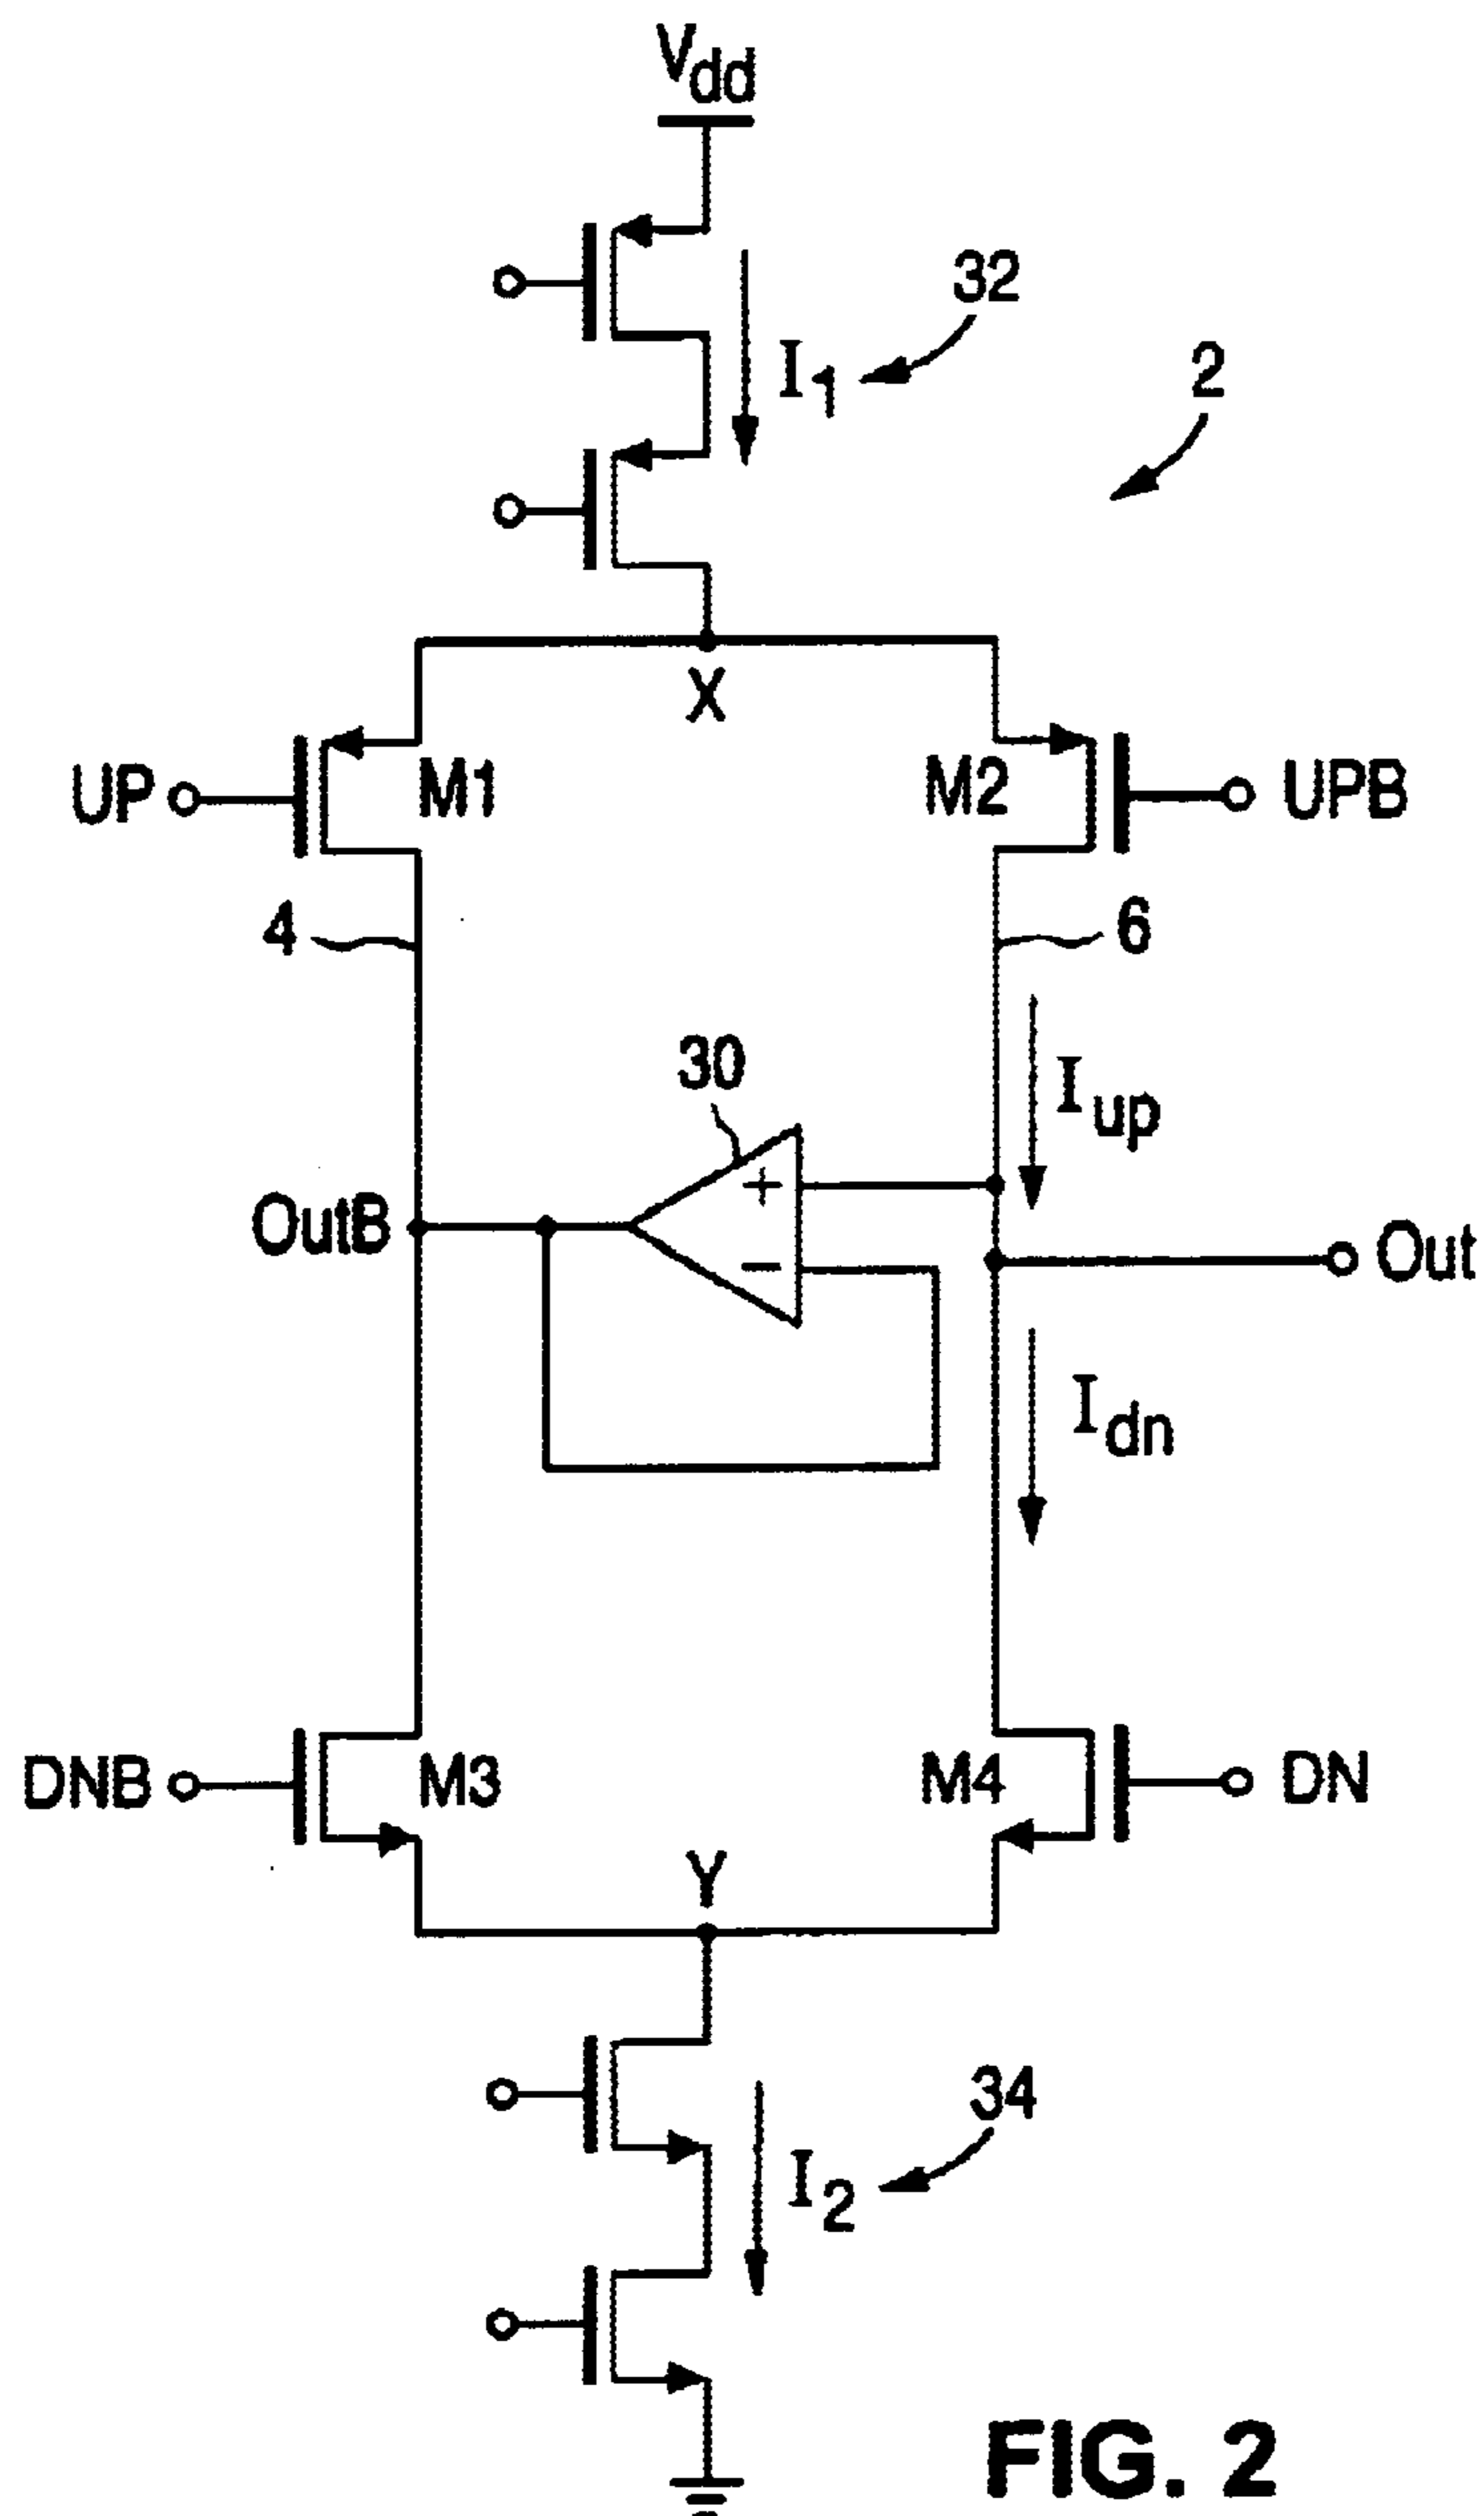 Vdd
32
I1
2
X
UP
M1
M2
UPB
4
6
30
Iup
OutB
+
−
Out
Idn
DNB
M3
M4
DN
Y
34
I2
FIG. 2